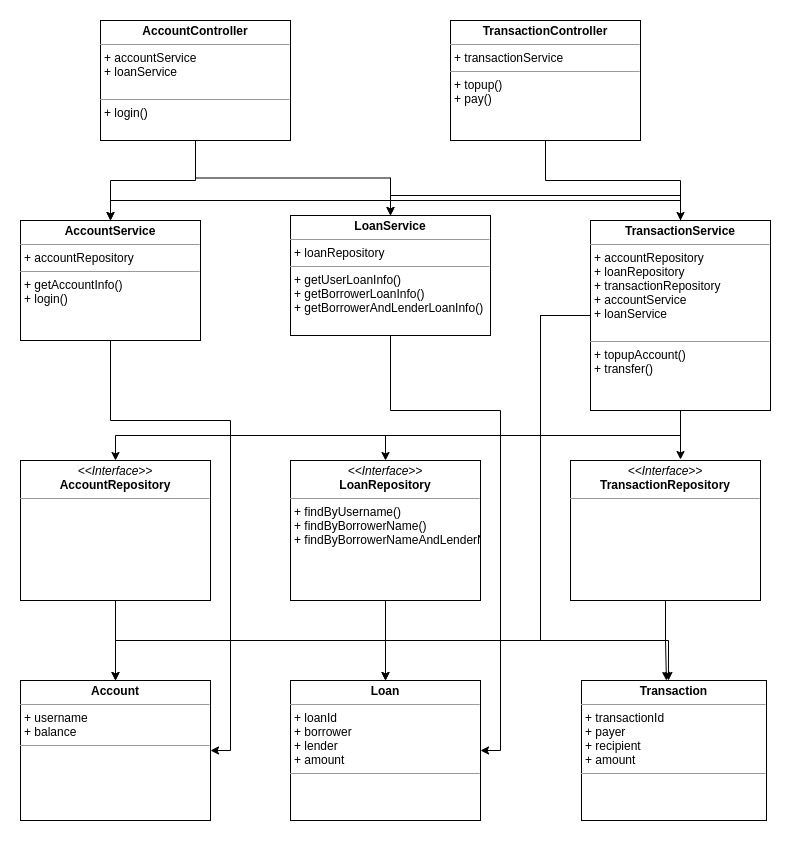 AccountController
+ accountService
+ loanService
+ login()
TransactionController
+ transactionService
+ topup()
+ pay()
AccountService
+ accountRepository
+ getAccountInfo()
+ login()
LoanService
+ loanRepository
+ getUserLoanInfo()
+ getBorrowerLoanInfo()
+ getBorrowerAndLenderLoanInfo()
TransactionService
+ accountRepository
+ loanRepository
+ transactionRepository
+ accountService
+ loanService
+ topupAccount()
+ transfer()
<<Interface>>
AccountRepository
<<Interface>>
LoanRepository
+ findByUsername()
+ findByBorrowerName()
+ findByBorrowerNameAndLender
<<Interface>>
TransactionRepository
Account
+ username
+ balance
Loan
+ loanId
+ borrower
+ lender
+ amount
Transaction
+ transactionId
+ payer
+ recipient
+ amount